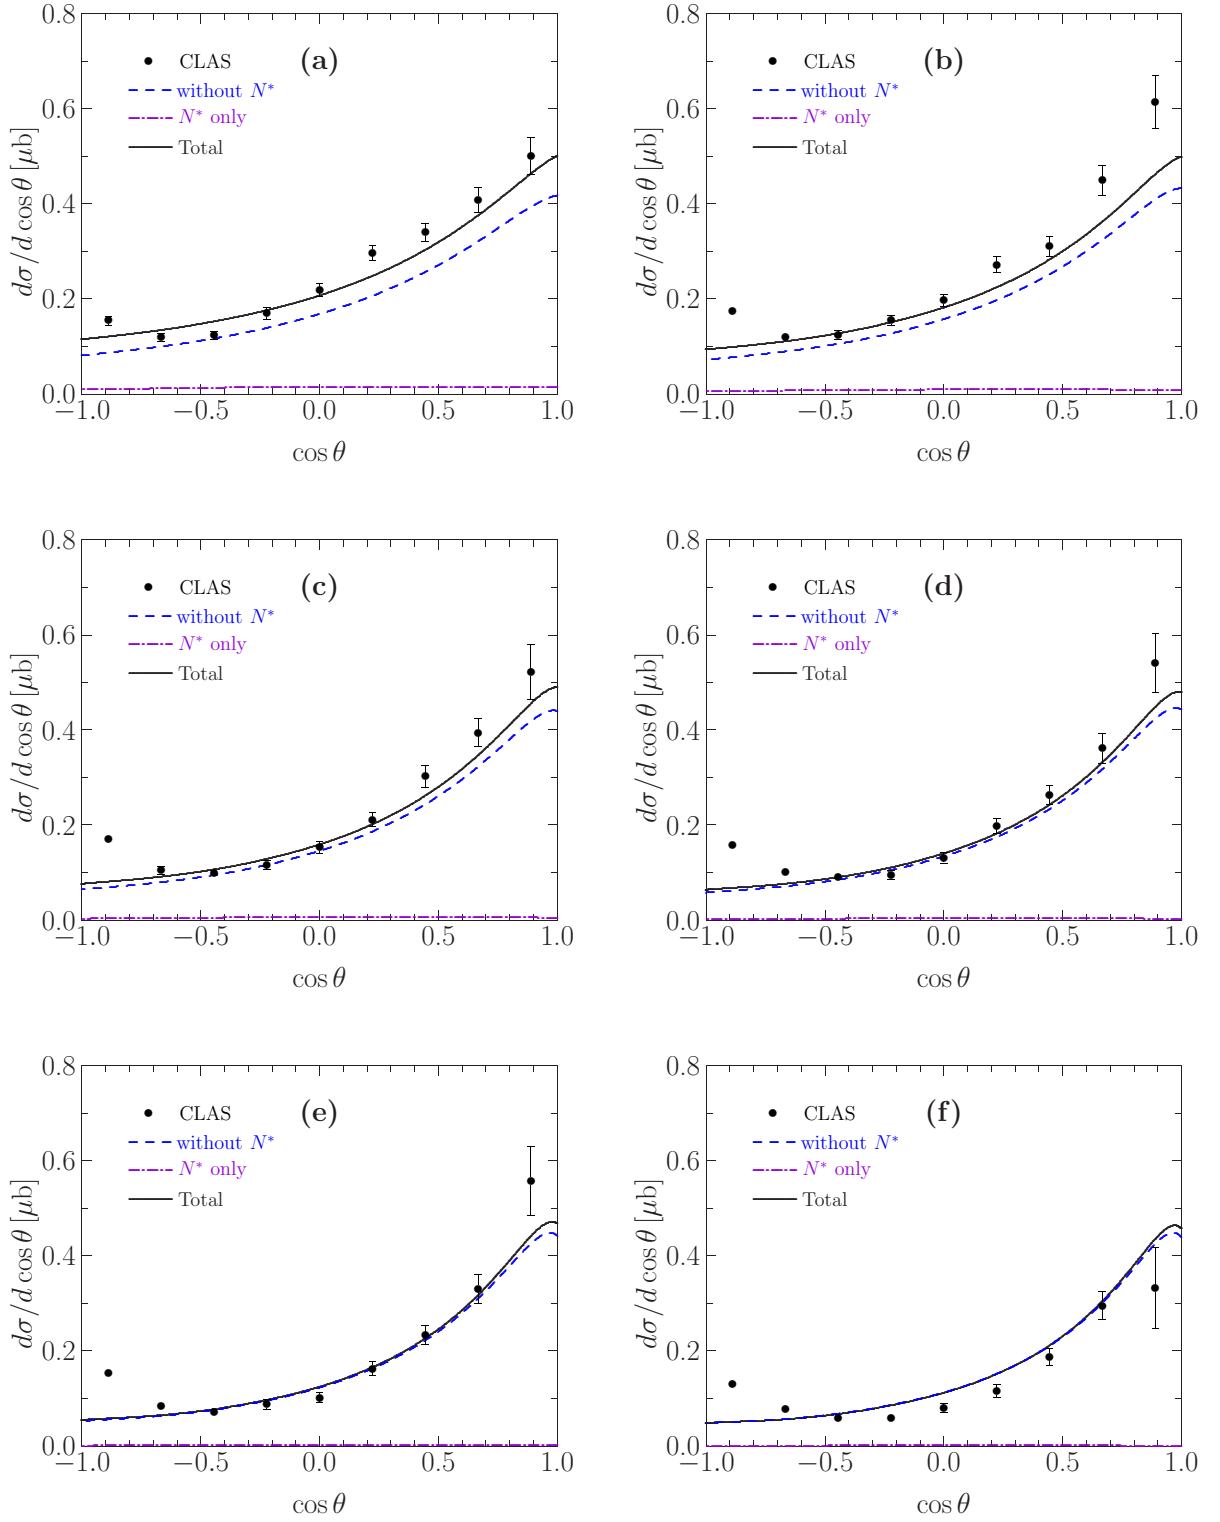 0.8 0.8
CLAS (a) CLAS (b)
without N* without N*
0.6 N* only 0.6 N* only
Total Total
0.4 0.4
0.2 0.2
0.0 0.0
dσ/d cos θ [μb] dσ/d cos θ [μb]
−1.0 −0.5 0.0 0.5 1.0 −1.0 −0.5 0.0 0.5 1.0
cos θ cos θ
0.8 0.8
CLAS (c) CLAS (d)
without N* without N*
0.6 N* only 0.6 N* only
Total Total
0.4 0.4
0.2 0.2
0.0 0.0
dσ/d cos θ [μb] dσ/d cos θ [μb]
−1.0 −0.5 0.0 0.5 1.0 −1.0 −0.5 0.0 0.5 1.0
cos θ cos θ
0.8 0.8
CLAS (e) CLAS (f)
without N* without N*
0.6 N* only 0.6 N* only
Total Total
0.4 0.4
0.2 0.2
0.0 0.0
dσ/d cos θ [μb] dσ/d cos θ [μb]
−1.0 −0.5 0.0 0.5 1.0 −1.0 −0.5 0.0 0.5 1.0
cos θ cos θ